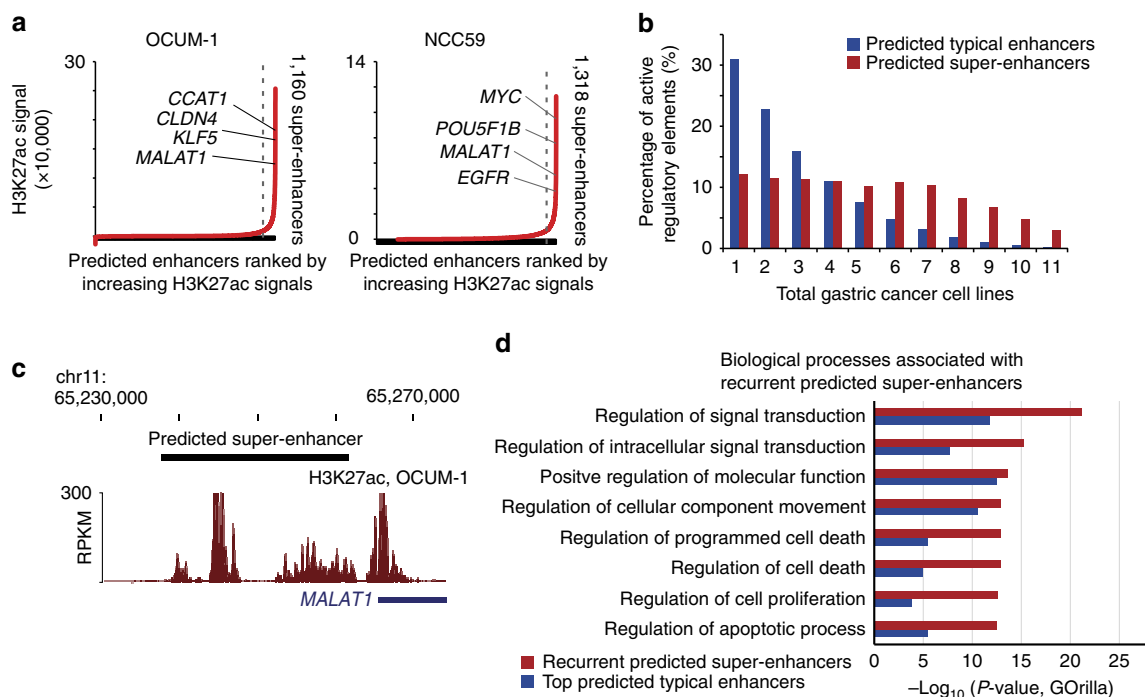 a
OCUM-1
NCC59
H3K27ac signal
(×10,000)
30
CCAT1
CLDN4
KLF5
MALAT1
1,160 super-enhancers
Predicted enhancers ranked by
increasing H3K27ac signals
14
0
MYC
POU5F1B
MALAT1
EGFR
1,318 super-enhancers
Predicted enhancers ranked by
increasing H3K27ac signals
b
Predicted typical enhancers
Predicted super-enhancers
Percentage of active
regulatory elements (%)
30
20
10
0
1 2 3 4 5 6 7 8 9 10 11
Total gastric cancer cell lines
c
chr11:
65,230,000 65,270,000
Predicted super-enhancer
H3K27ac, OCUM-1
300
RPKM
0
MALAT1
d
Biological processes associated with
recurrent predicted super-enhancers
Regulation of signal transduction
Regulation of intracellular signal transduction
Positve regulation of molecular function
Regulation of cellular component movement
Regulation of programmed cell death
Regulation of cell death
Regulation of cell proliferation
Regulation of apoptotic process
0 5 10 15 20 25
–Log10 (P-value, GOrilla)
Recurrent predicted super-enhancers
Top predicted typical enhancers